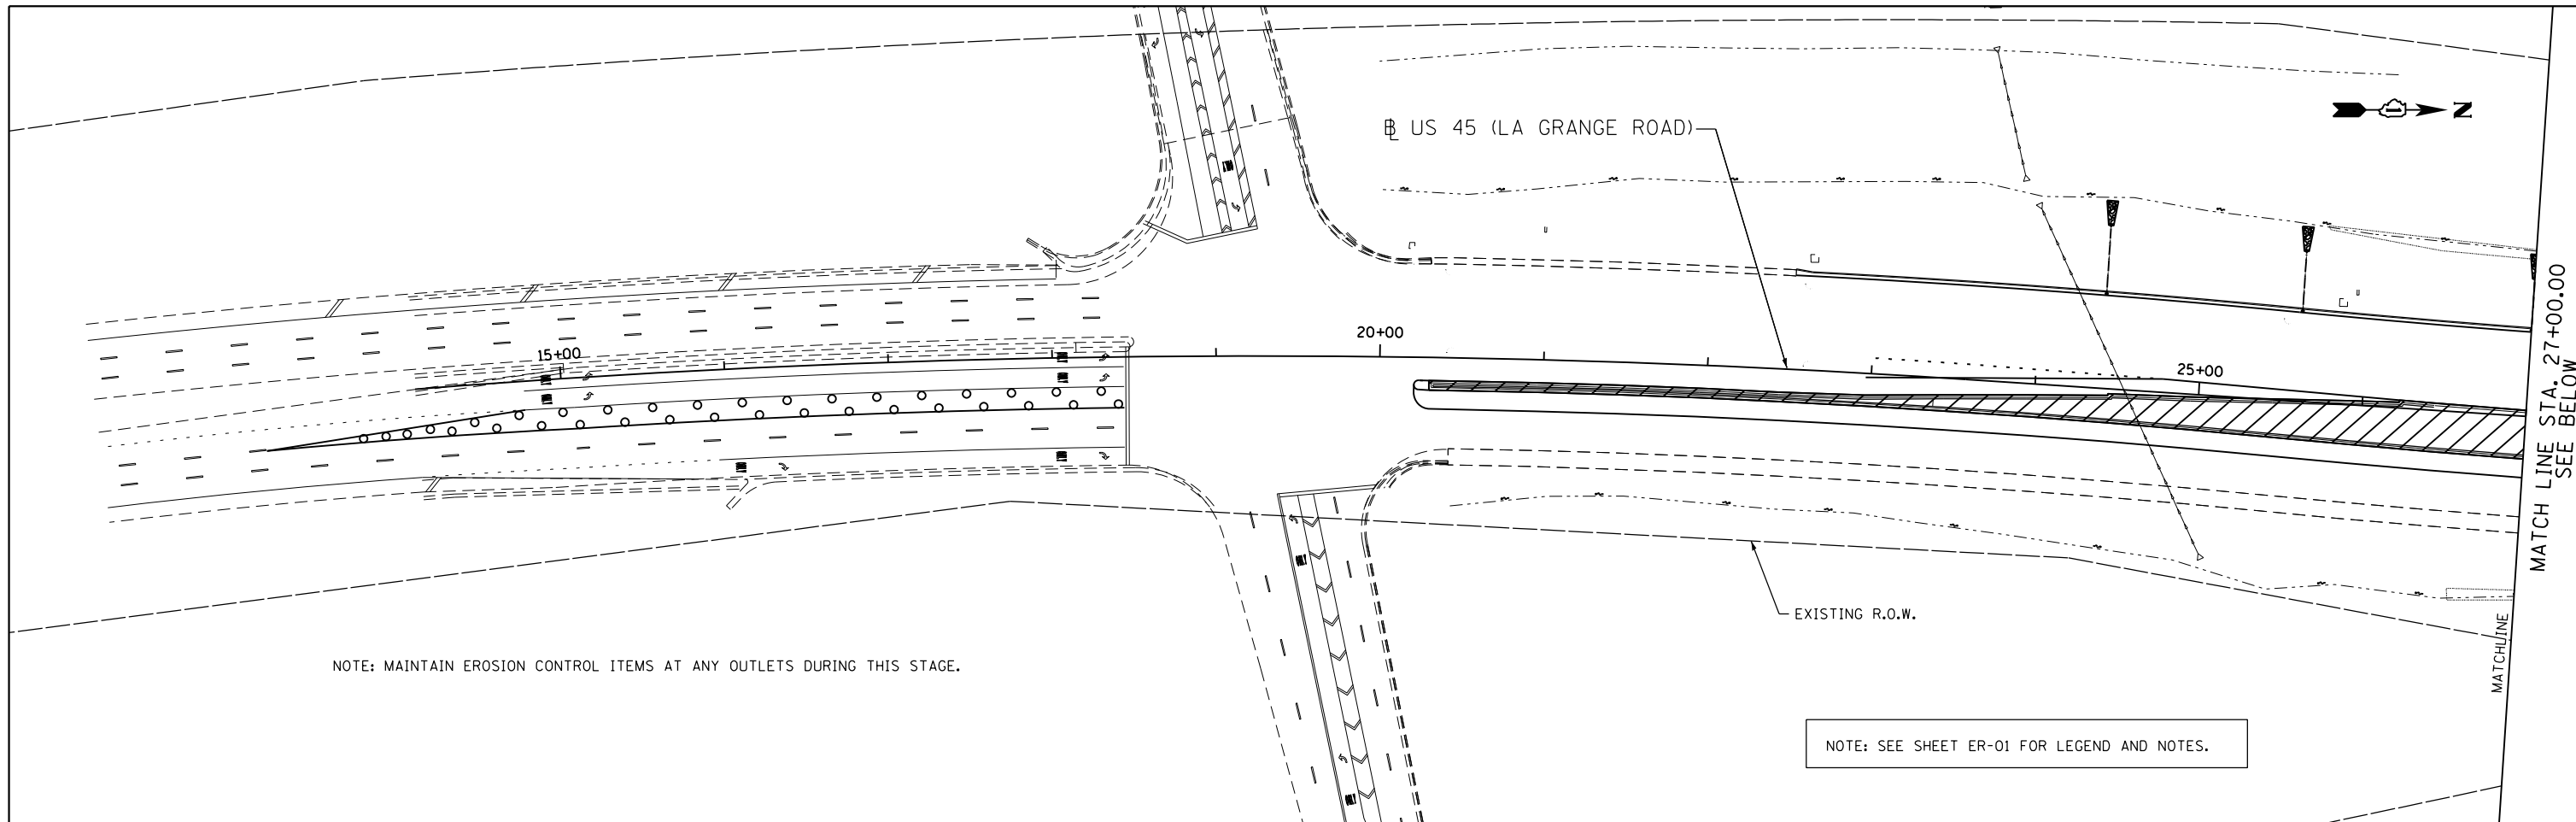 N
℄ US 45 (LA GRANGE ROAD)
15+00
20+00
25+00
MATCH LINE STA. 27+00.00
SEE BELOW
EXISTING R.O.W.
MATCHLINE
NOTE: MAINTAIN EROSION CONTROL ITEMS AT ANY OUTLETS DURING THIS STAGE.
NOTE: SEE SHEET ER-01 FOR LEGEND AND NOTES.